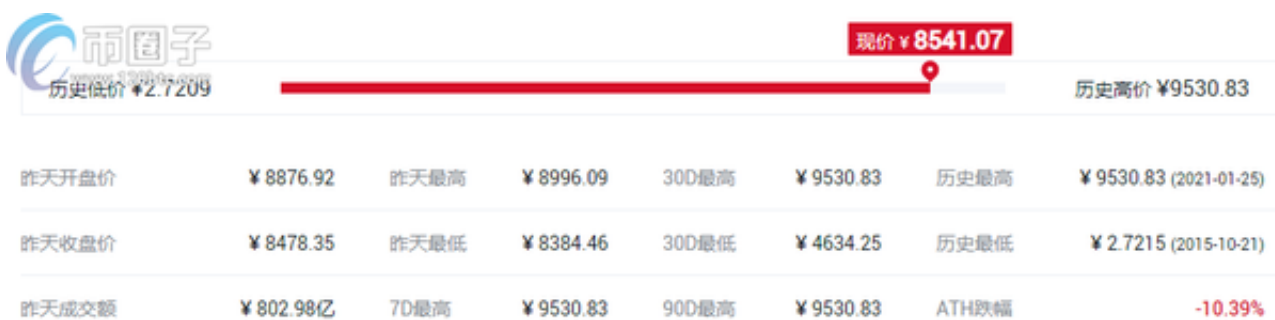 币圈子
现价 ¥ 8541.07
www.120btc.com
历史低价 ¥2.7209 历史高价 ¥9530.83
昨天开盘价 ¥ 8876.92 昨天最高 ¥ 8996.09 30D最高 ¥ 9530.83 历史最高 ¥ 9530.83 (2021-01-25)
昨天收盘价 ¥ 8478.35 昨天最低 ¥ 8384.46 30D最低 ¥ 4634.25 历史最低 ¥ 2.7215 (2015-10-21)
昨天成交额 ¥ 802.98亿 7D最高 ¥ 9530.83 90D最高 ¥ 9530.83 ATH跌幅 -10.39%